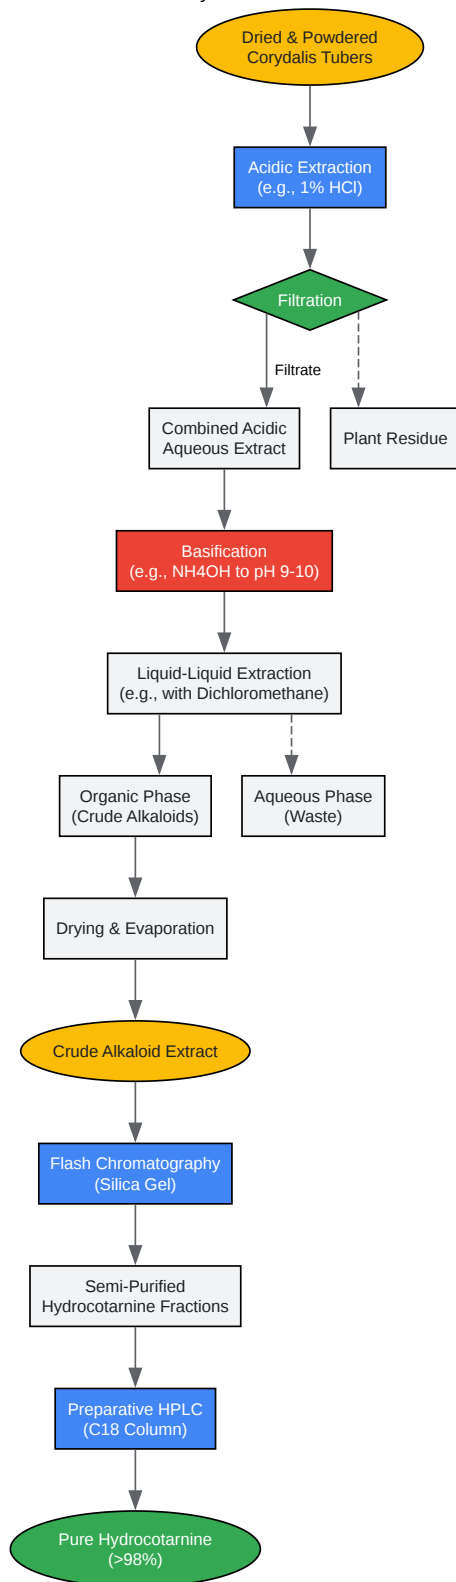 Dried & Powdered
Corydalis Tubers
Acidic Extraction
(e.g., 1% HCl)
Filtration
Filtrate
Combined Acidic
Aqueous Extract
Plant Residue
Basification
(e.g., NH4OH to pH 9-10)
Liquid-Liquid Extraction
(e.g., with Dichloromethane)
Organic Phase
(Crude Alkaloids)
Aqueous Phase
(Waste)
Drying & Evaporation
Crude Alkaloid Extract
Flash Chromatography
(Silica Gel)
Semi-Purified
Hydrocotarnine Fractions
Preparative HPLC
(C18 Column)
Pure Hydrocotarnine
(>98%)